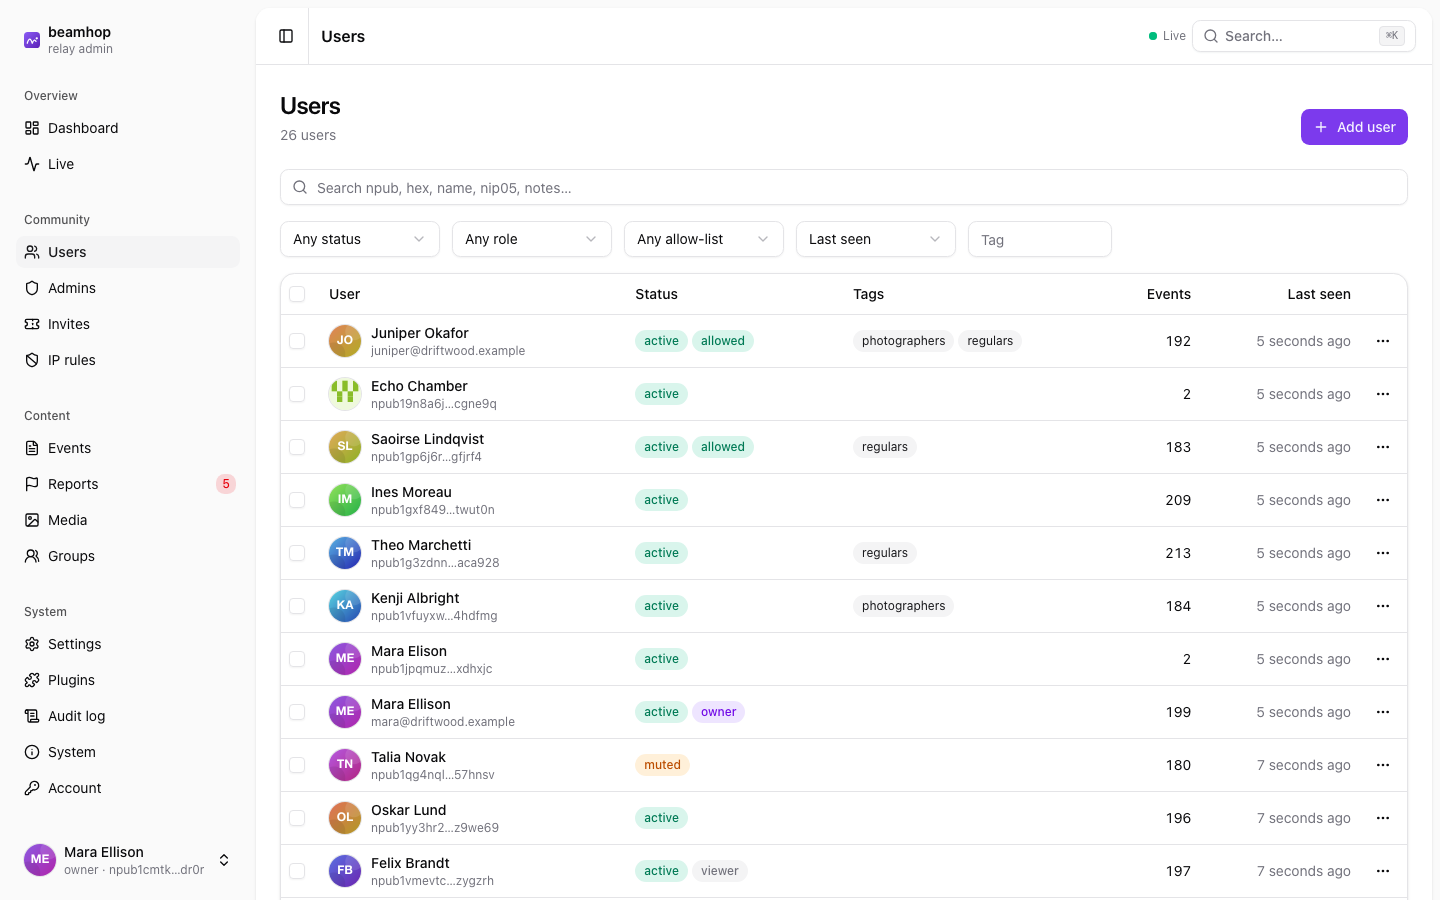 beamhop
relay admin
Overview
Dashboard
Live
Community
Users
Admins
Invites
IP rules
Content
Events
Reports 5
Media
Groups
System
Settings
Plugins
Audit log
System
Account
ME Mara Ellison
owner · npub1cmtk...dr0r
Users
Live
Search... ⌘K
Users
26 users
Add user
Search npub, hex, name, nip05, notes...
Any status Any role Any allow-list Last seen Tag
User Status Tags Events Last seen
JO Juniper Okafor active allowed photographers regulars 192 5 seconds ago
juniper@driftwood.example
Echo Chamber active 2 5 seconds ago
npub19n8a6j...cgne9q
SL Saoirse Lindqvist active allowed regulars 183 5 seconds ago
npub1gp6j6r...gfjrf4
IM Ines Moreau active 209 5 seconds ago
npub1gxf849...twut0n
TM Theo Marchetti active regulars 213 5 seconds ago
npub1g3zdnn...aca928
KA Kenji Albright active photographers 184 5 seconds ago
npub1vfuyxw...4hdfmg
ME Mara Elison active 2 5 seconds ago
npub1jpqmuz...xdhxjc
ME Mara Ellison active owner 199 5 seconds ago
mara@driftwood.example
TN Talia Novak muted 180 7 seconds ago
npub1qg4nql...57hnsv
OL Oskar Lund active 196 7 seconds ago
npub1yy3hr2...z9we69
FB Felix Brandt active viewer 197 7 seconds ago
npub1vmevtc...zygzrh